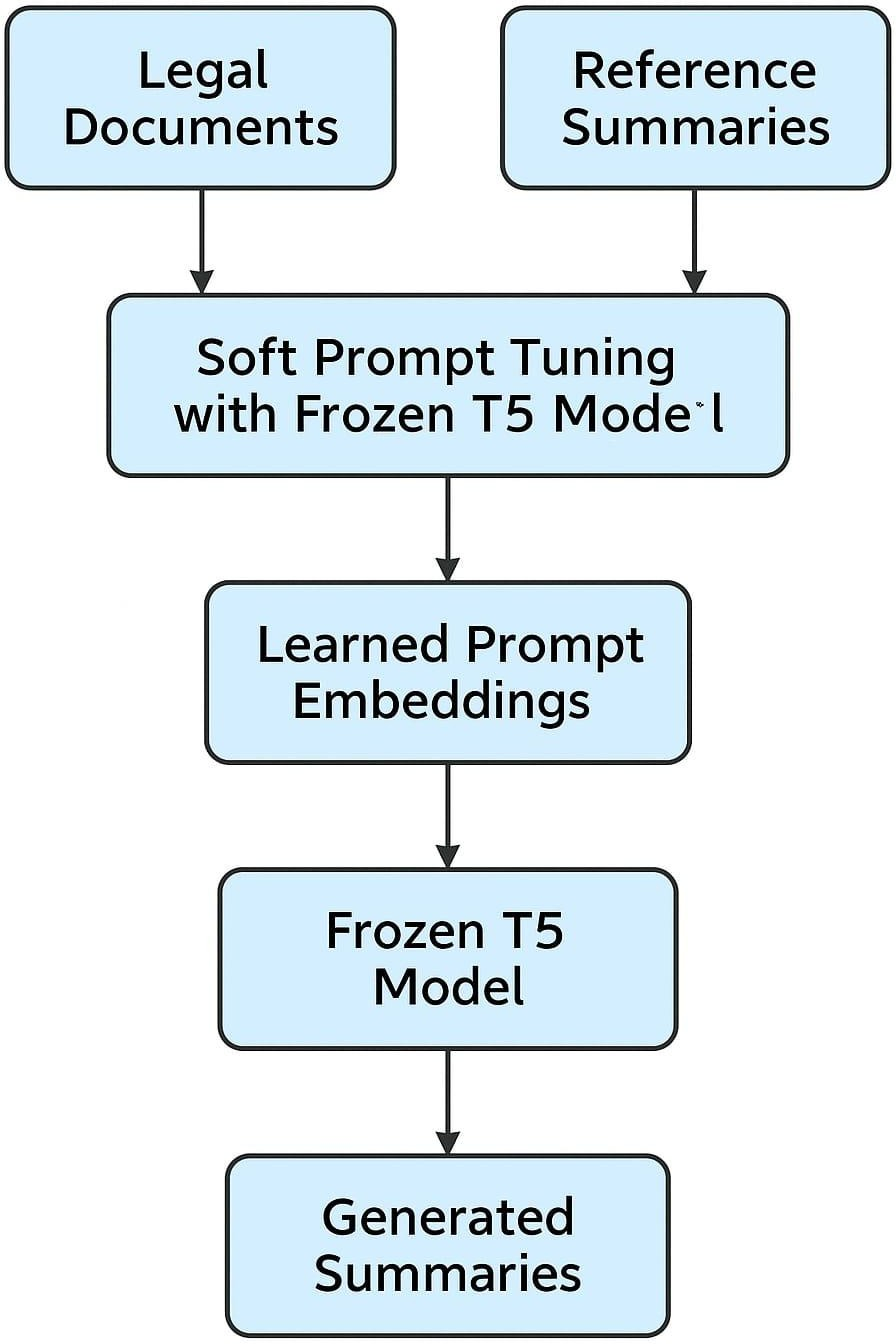 Legal
Documents
Reference
Summaries
Soft Prompt Tuning
with Frozen T5 Model
Learned Prompt
Embeddings
Frozen T5
Model
Generated
Summaries